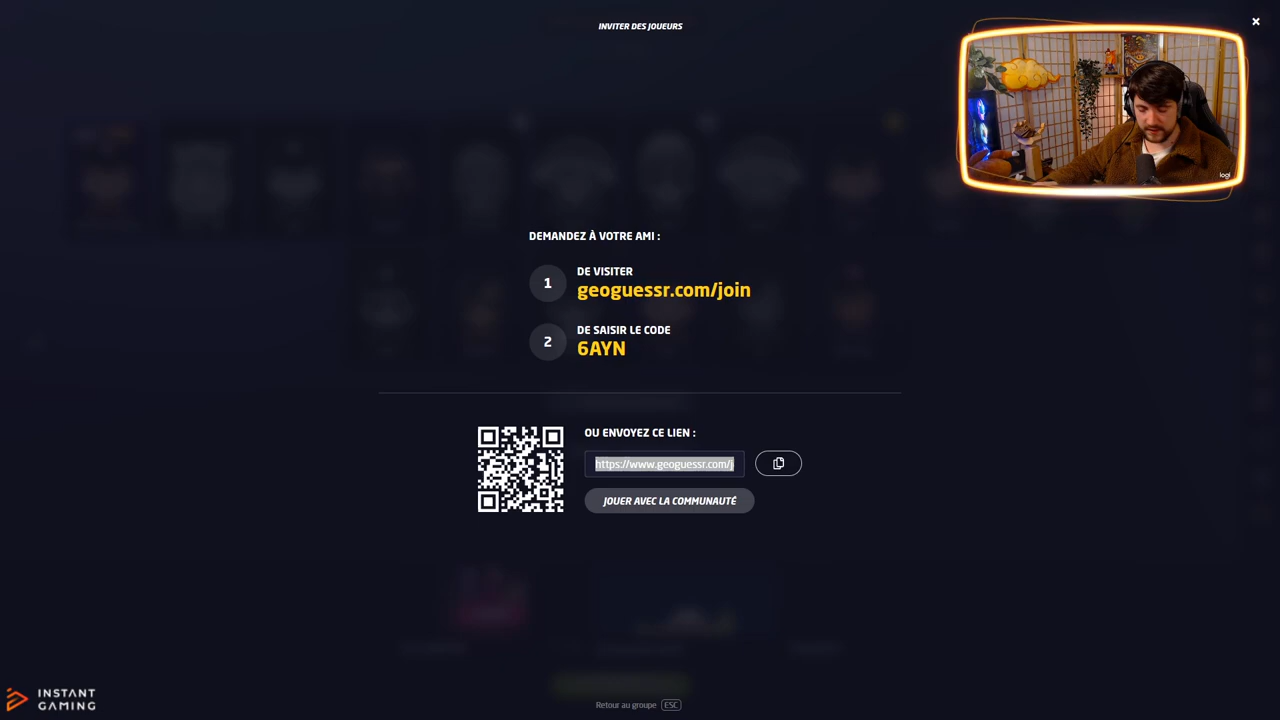 INVITER DES JOUEURS
DEMANDEZ À VOTRE AMI :
1
DE VISITER
geoguessr.com/join
2
DE SAISIR LE CODE
6AYN
OU ENVOYEZ CE LIEN :
https://www.geoguessr.com/j
JOUER AVEC LA COMMUNAUTÉ
logi
INSTANT
GAMING
Retour au groupe ESC